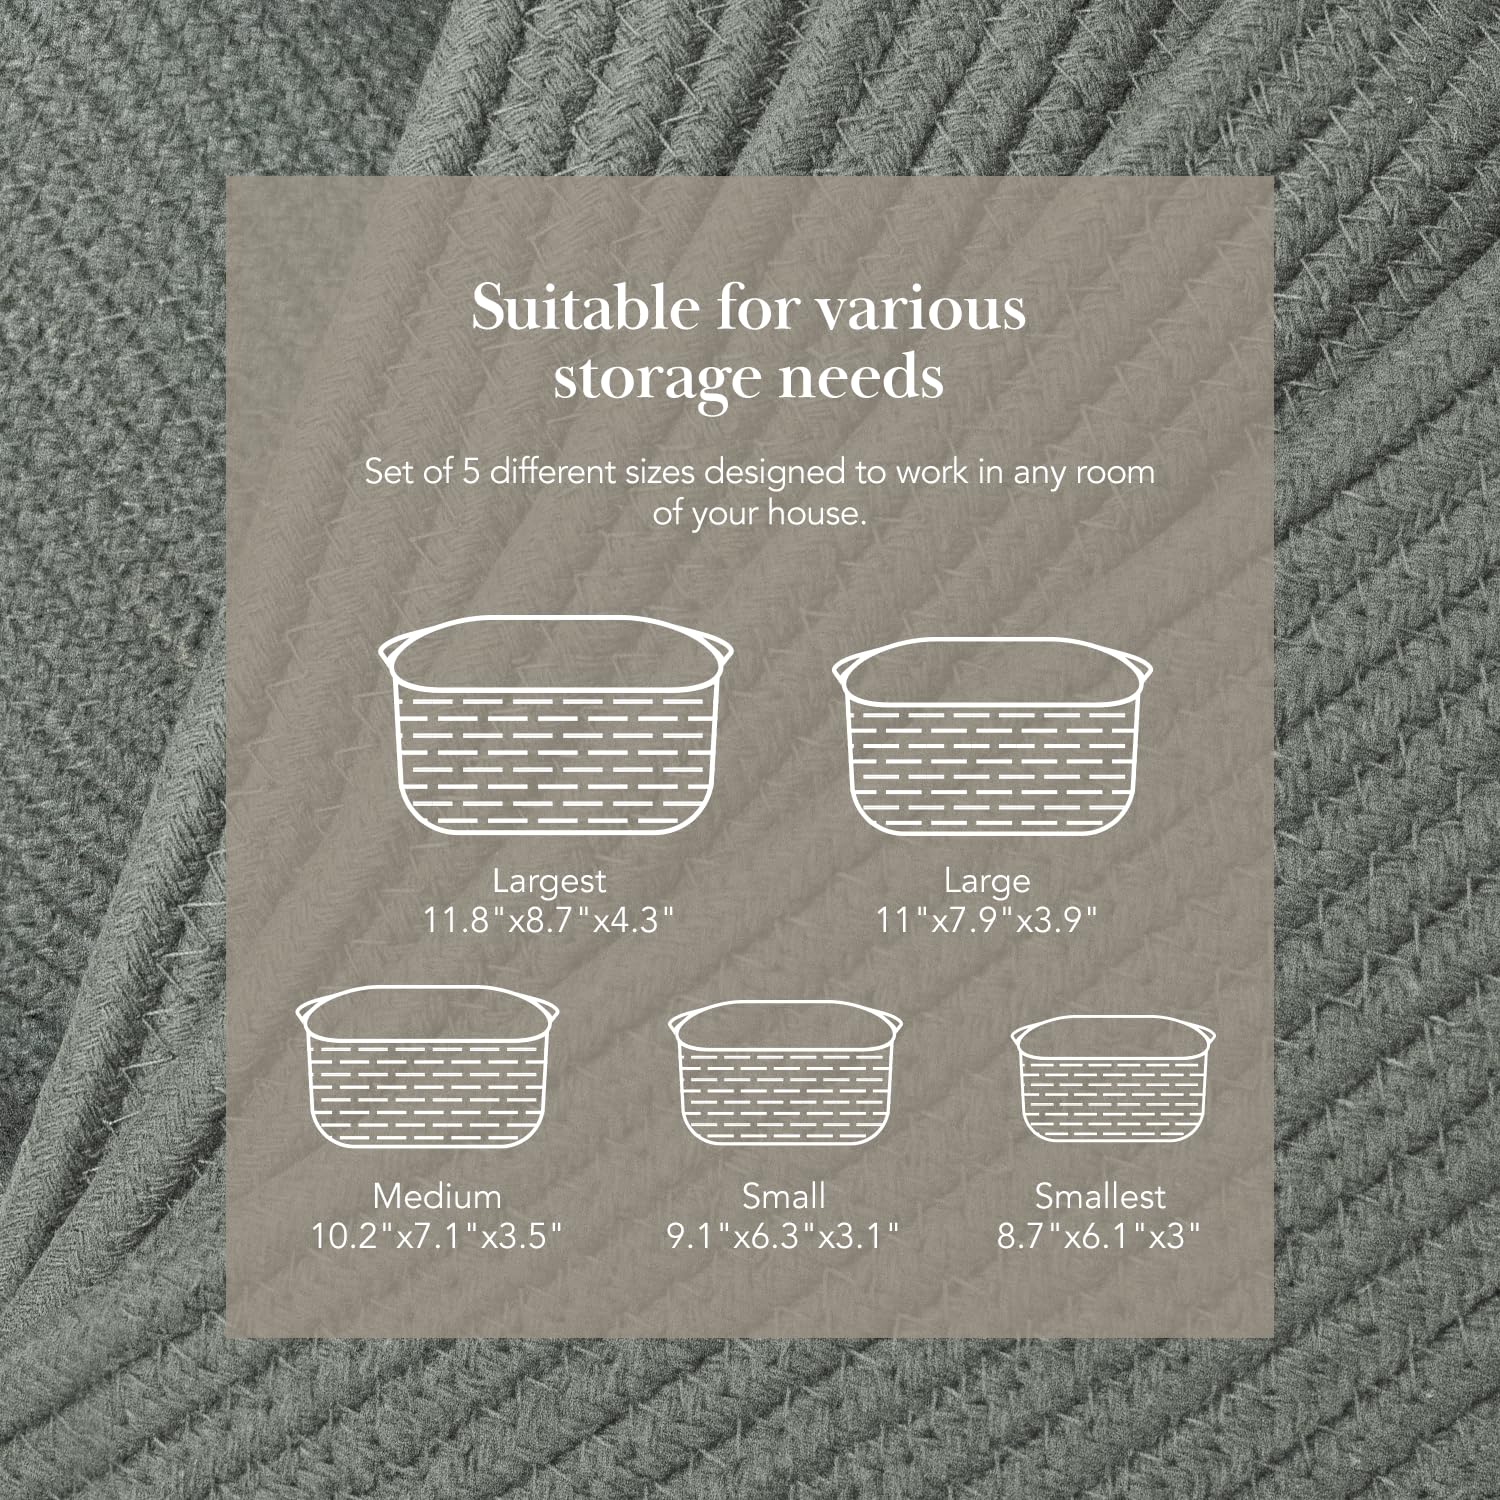 Suitable for various
storage needs
Set of 5 different sizes designed to work in any room
of your house.
Largest
11.8"x8.7"x4.3"
Large
11"x7.9"x3.9"
Medium
10.2"x7.1"x3.5"
Small
9.1"x6.3"x3.1"
Smallest
8.7"x6.1"x3"